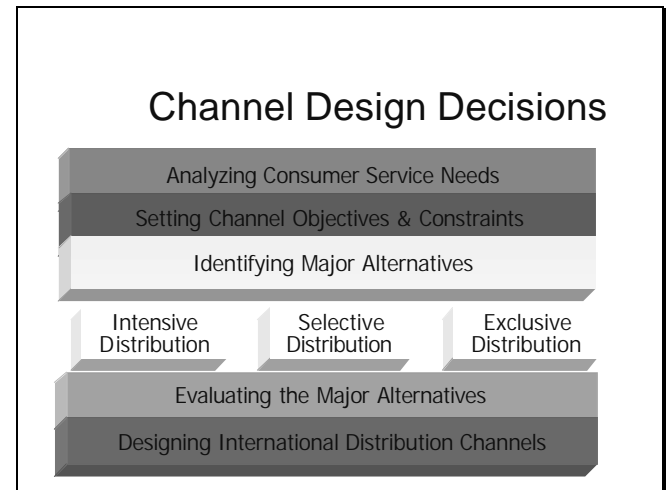 Channel Design Decisions
Analyzing Consumer Service Needs
Setting Channel Objectives & Constraints
Identifying Major Alternatives
Intensive
Distribution
Selective
Distribution
Exclusive
Distribution
Evaluating the Major Alternatives
Designing International Distribution Channels